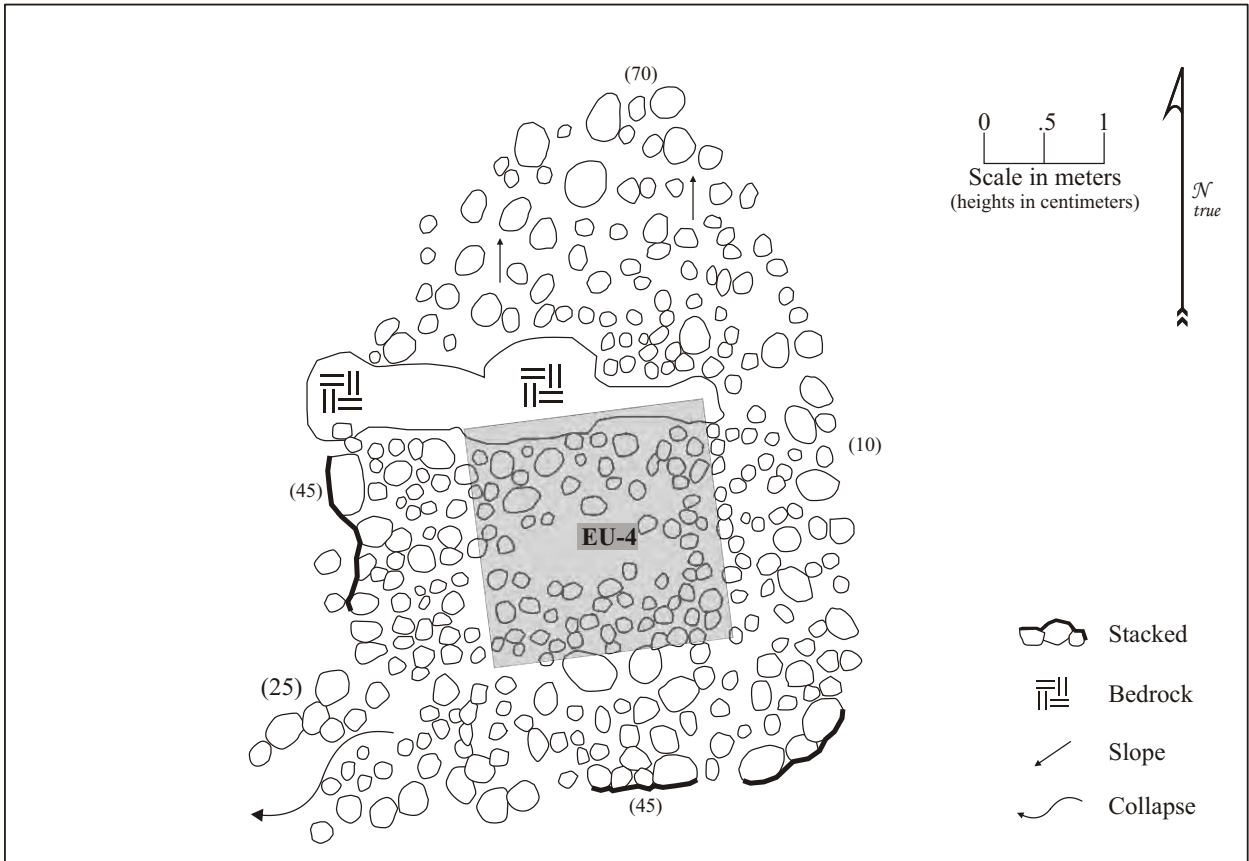 (70)
0 .5 1
Scale in meters
(heights in centimeters)
N
true
(10)
(45)
EU-4
(25)
(45)
Stacked
Bedrock
Slope
Collapse